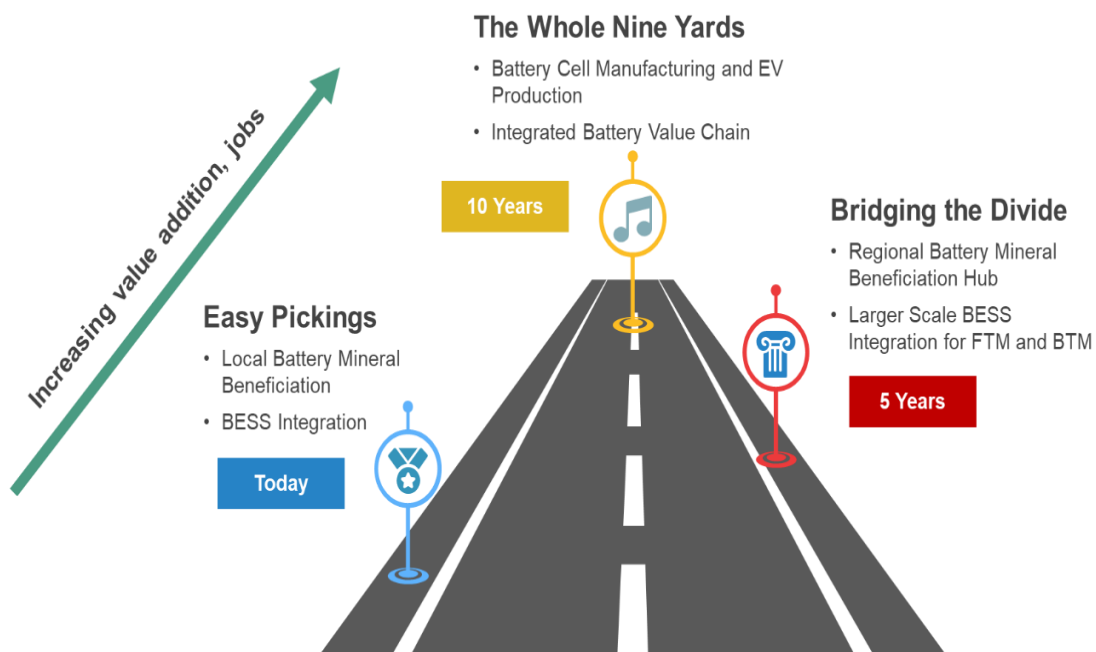 The Whole Nine Yards
• Battery Cell Manufacturing and EV
Production
• Integrated Battery Value Chain
10 Years
Increasing value addition, jobs
Bridging the Divide
• Regional Battery Mineral
Beneficiation Hub
• Larger Scale BESS
Integration for FTM and BTM
5 Years
Easy Pickings
• Local Battery Mineral
Beneficiation
• BESS Integration
Today